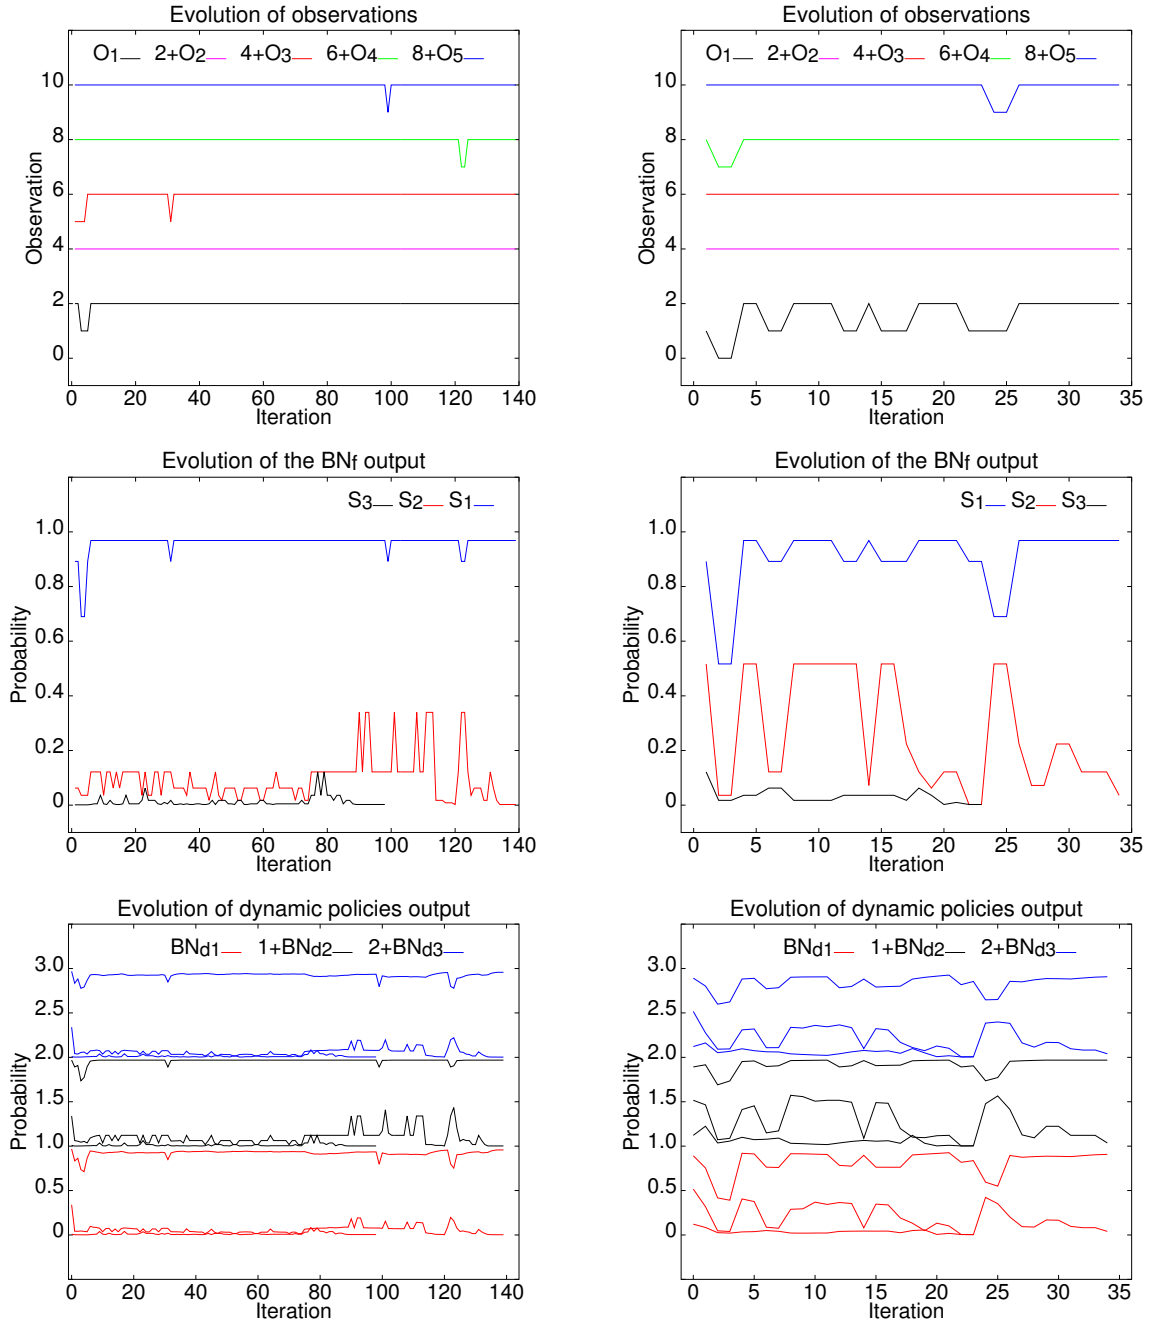 Evolution of observations
O1 2+O2 4+O3 6+O4 8+O5
10
8
6
4
2
0
Observation
0 20 40 60 80 100 120 140
Iteration
Evolution of observations
O1 2+O2 4+O3 6+O4 8+O5
10
8
6
4
2
0
Observation
0 5 10 15 20 25 30 35
Iteration
Evolution of the BNf output
S3 S2 S1
1.0
0.8
0.6
0.4
0.2
0
Probability
0 20 40 60 80 100 120 140
Iteration
Evolution of the BNf output
S1 S2 S3
1.0
0.8
0.6
0.4
0.2
0
Probability
0 5 10 15 20 25 30 35
Iteration
Evolution of dynamic policies output
BNd1 1+BNd2 2+BNd3
3.0
2.5
2.0
1.5
1.0
0.5
0
Probability
0 20 40 60 80 100 120 140
Iteration
Evolution of dynamic policies output
BNd1 1+BNd2 2+BNd3
3.0
2.5
2.0
1.5
1.0
0.5
0
Probability
0 5 10 15 20 25 30 35
Iteration